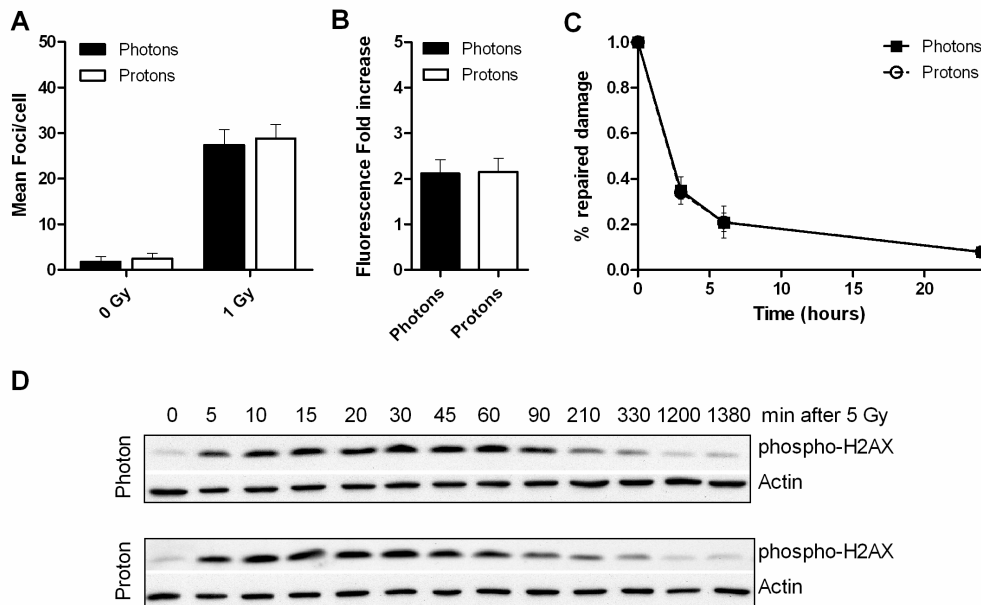 A
Mean Foci/cell
50
40
30
20
10
0
Photons
Protons
0 Gy
1 Gy
B
Fluorescence Fold increase
5
4
3
2
1
0
Photons
Protons
Photons
Protons
C
% repaired damage
1.0
0.8
0.6
0.4
0.2
0.0
Photons
Protons
0 5 10 15 20
Time (hours)
D
0 5 10 15 20 30 45 60 90 210 330 1200 1380 min after 5 Gy
Photon
phospho-H2AX
Actin
Proton
phospho-H2AX
Actin